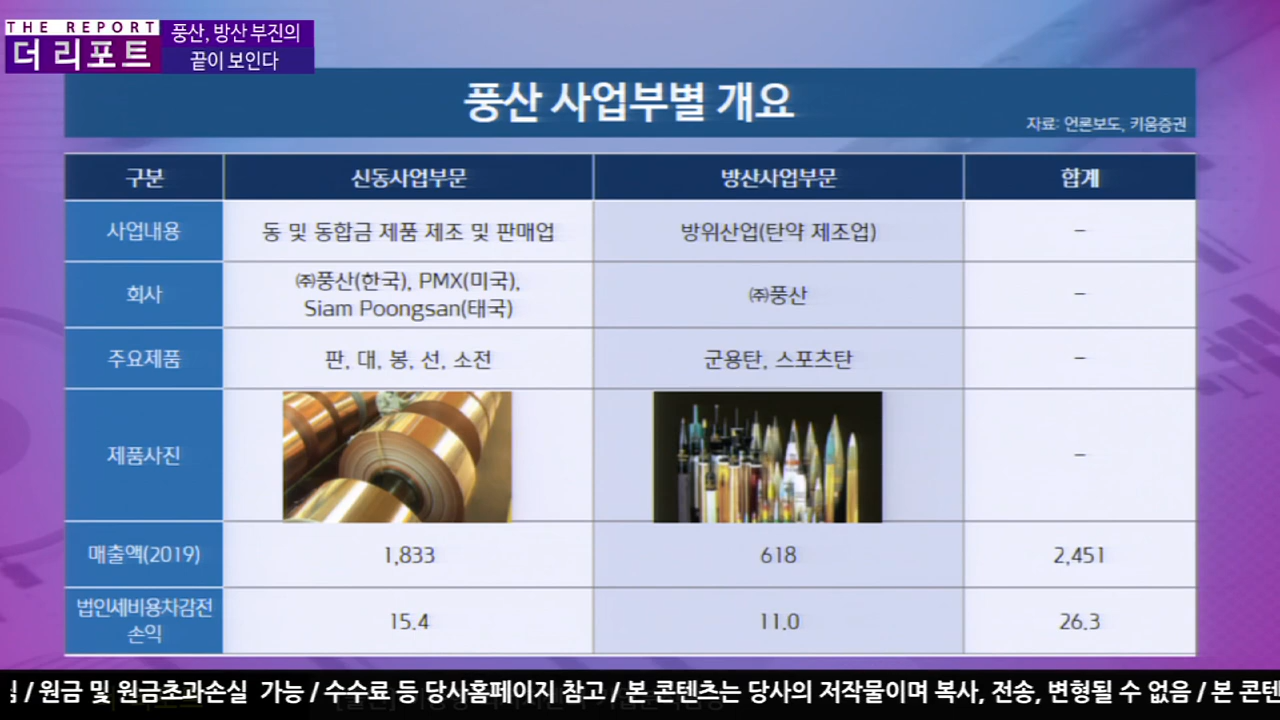 THE REPORT
더 리포트
풍산, 방산 부진의
끝이 보인다
풍산 사업부별 개요
자료: 언론보도, 키움증권
구분 신동사업부문 방산사업부문 합계
사업내용 동 및 동합금 제품 제조 및 판매업 방위산업(탄약 제조업) –
회사 ㈜풍산(한국), PMX(미국), Siam Poongsan(태국) ㈜풍산 –
주요제품 판, 대, 봉, 선, 소전 군용탄, 스포츠탄 –
제품사진 –
매출액(2019) 1,833 618 2,451
법인세비용차감전
손익 15.4 11.0 26.3
/ 원금 및 원금초과손실 가능 / 수수료 등 당사홈페이지 참고 / 본 콘텐츠는 당사의 저작물이며 복사, 전송, 변형될 수 없음 / 본 콘텐